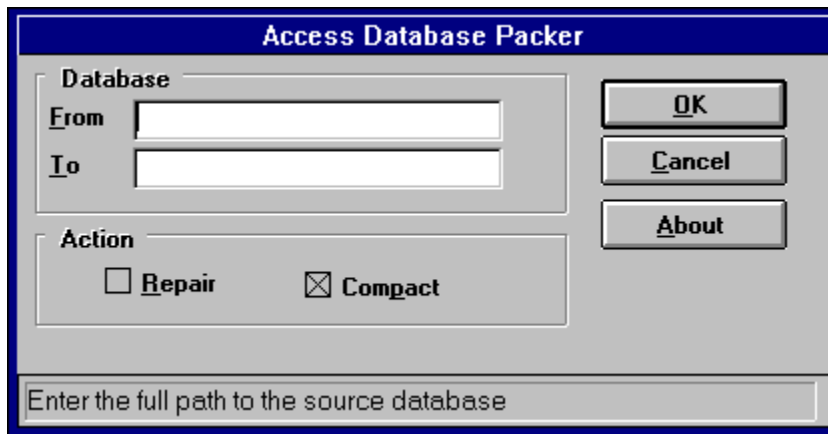 Access Database Packer
Database
From
To
OK
Cancel
About
Action
Repair
Compact
Enter the full path to the source database